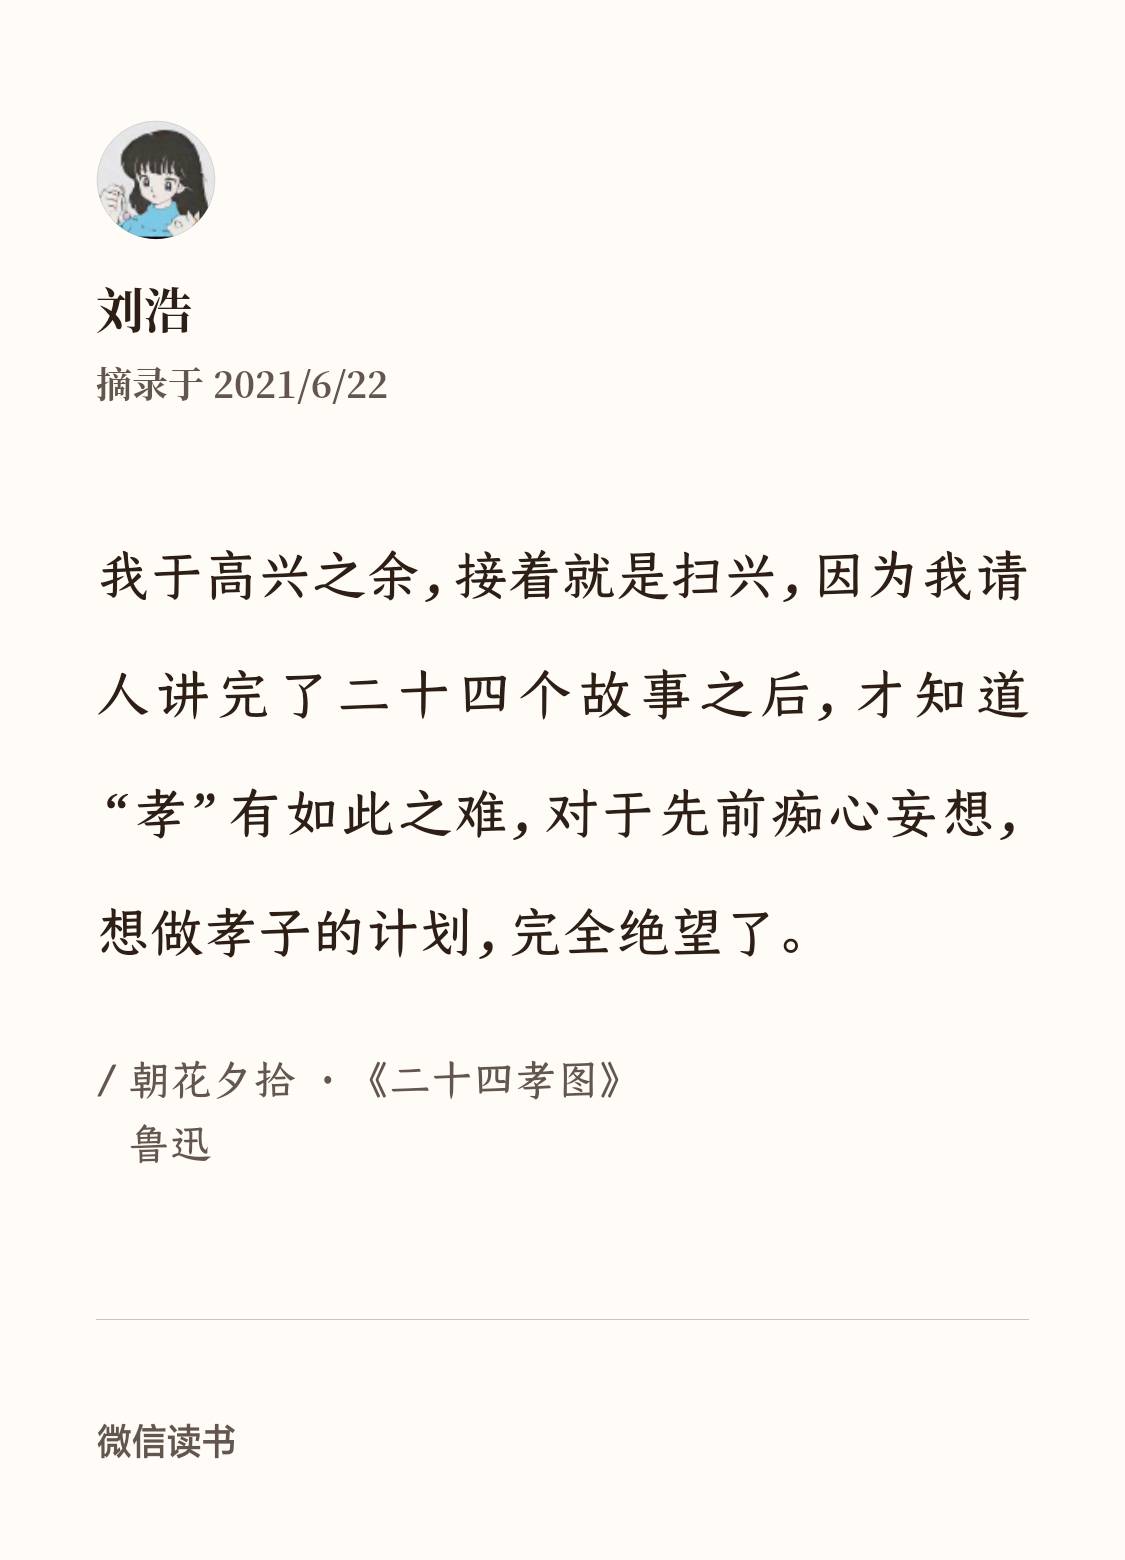 刘浩
摘录于 2021/6/22
我于高兴之余,接着就是扫兴,因为我请
人讲完了二十四个故事之后,才知道
“孝”有如此之难,对于先前痴心妄想,
想做孝子的计划,完全绝望了。
/ 朝花夕拾 · 《二十四孝图》
鲁迅
微信读书